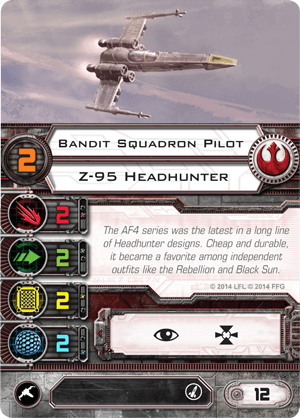 Bandit Squadron Pilot
2
Z-95 Headhunter
2
The AF4 series was the latest in a long line
of Headhunter designs. Cheap and durable,
2
it became a favorite among independent
outfits like the Rebellion and Black Sun.
© 2014 LFL © 2014 FFG
2
2
12